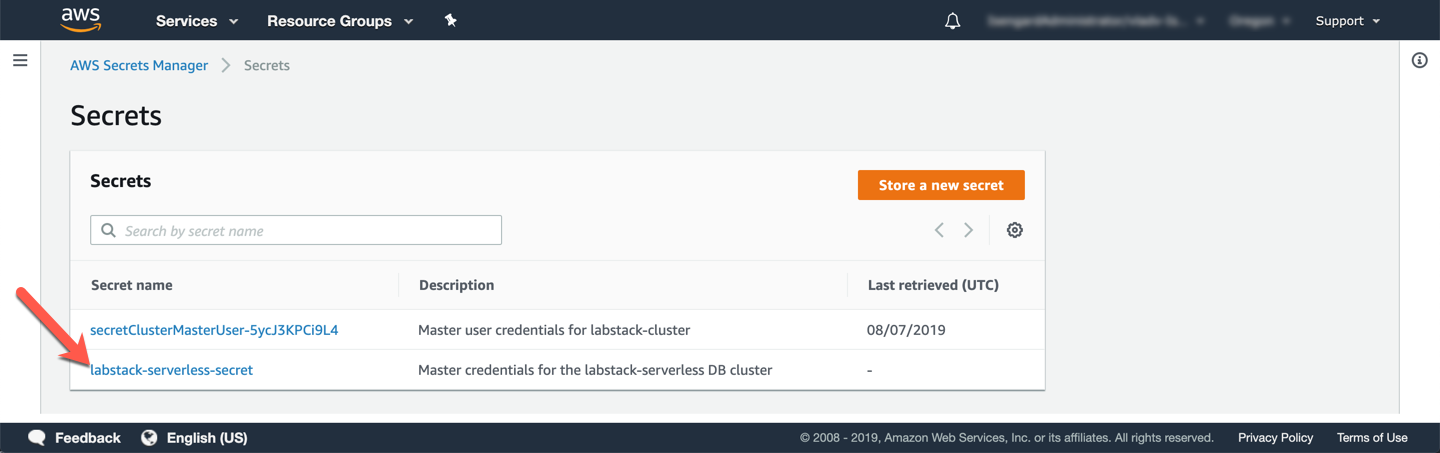 aws Services Resource Groups Support
AWS Secrets Manager Secrets
Secrets
Secrets Store a new secret
Search by secret name
Secret name Description Last retrieved (UTC)
secretClusterMasterUser-5ycJ3KPCi9L4 Master user credentials for labstack-cluster 08/07/2019
labstack-serverless-secret Master credentials for the labstack-serverless DB cluster -
Feedback English (US) © 2008 - 2019, Amazon Web Services, Inc. or its affiliates. All rights reserved. Privacy Policy Terms of Use